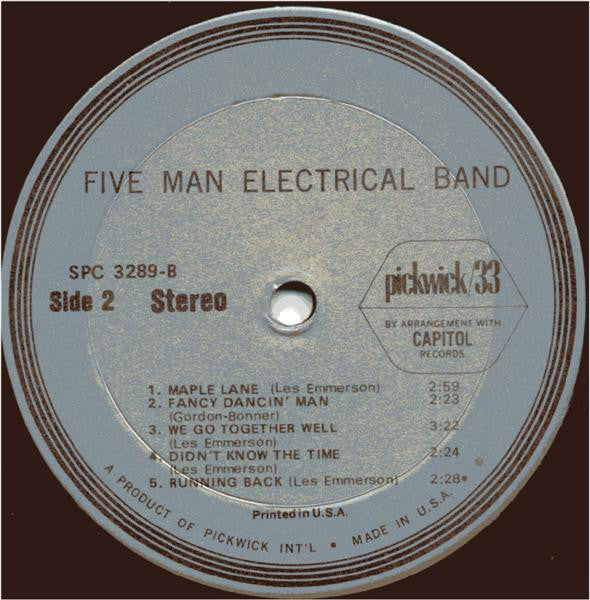 FIVE MAN ELECTRICAL BAND
SPC 3289-B
Side 2 Stereo
pickwick/33
BY ARRANGEMENT WITH
CAPITOL
RECORDS
1. MAPLE LANE (Les Emmerson) 2:59
2. FANCY DANCIN' MAN 2:23
(Gordon-Bonner)
3. WE GO TOGETHER WELL 3:22
(Les Emmerson)
4. DIDN'T KNOW THE TIME 2:24
(Les Emmerson)
5. RUNNING BACK (Les Emmerson) 2:28•
Printed in U.S.A.
A PRODUCT OF PICKWICK INT'L • MADE IN U.S.A. ©